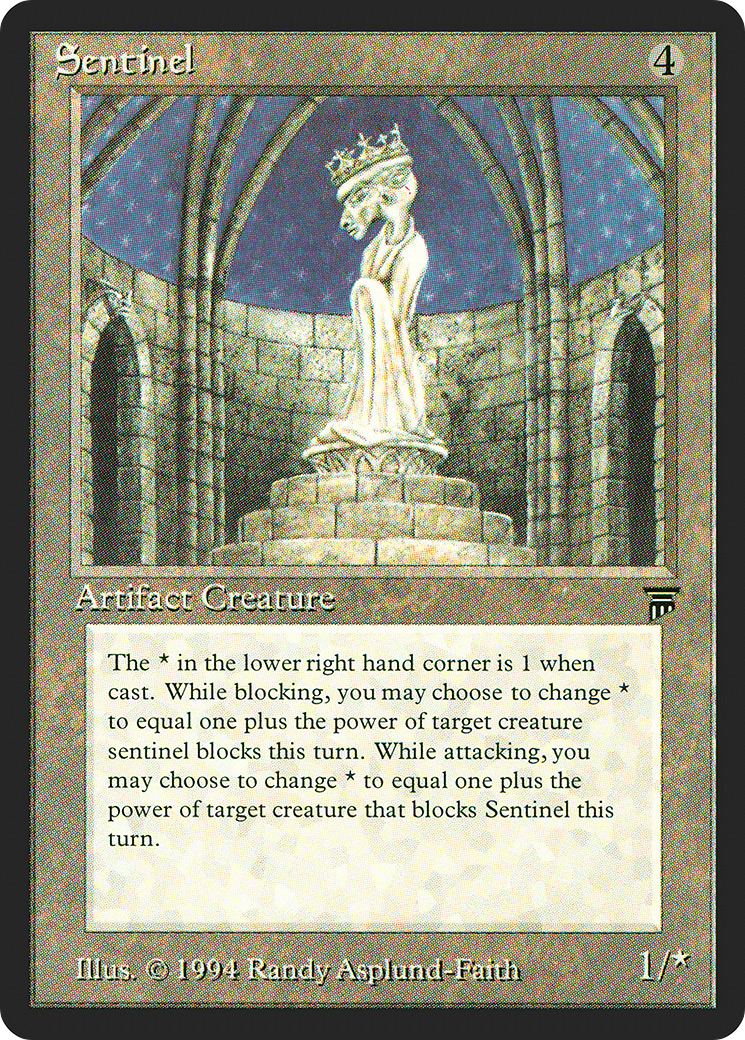 Sentinel 4
Artifact Creature
The * in the lower right hand corner is 1 when
cast. While blocking, you may choose to change *
to equal one plus the power of target creature
sentinel blocks this turn. While attacking, you
may choose to change * to equal one plus the
power of target creature that blocks Sentinel this
turn.
Illus. © 1994 Randy Asplund-Faith 1/*